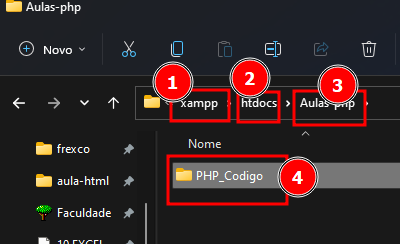 Aulas-php
Novo
1 2 3
xampp htdocs Aulas-php
Nome
frexco
PHP_Codigo
4
aula-html
Faculdade